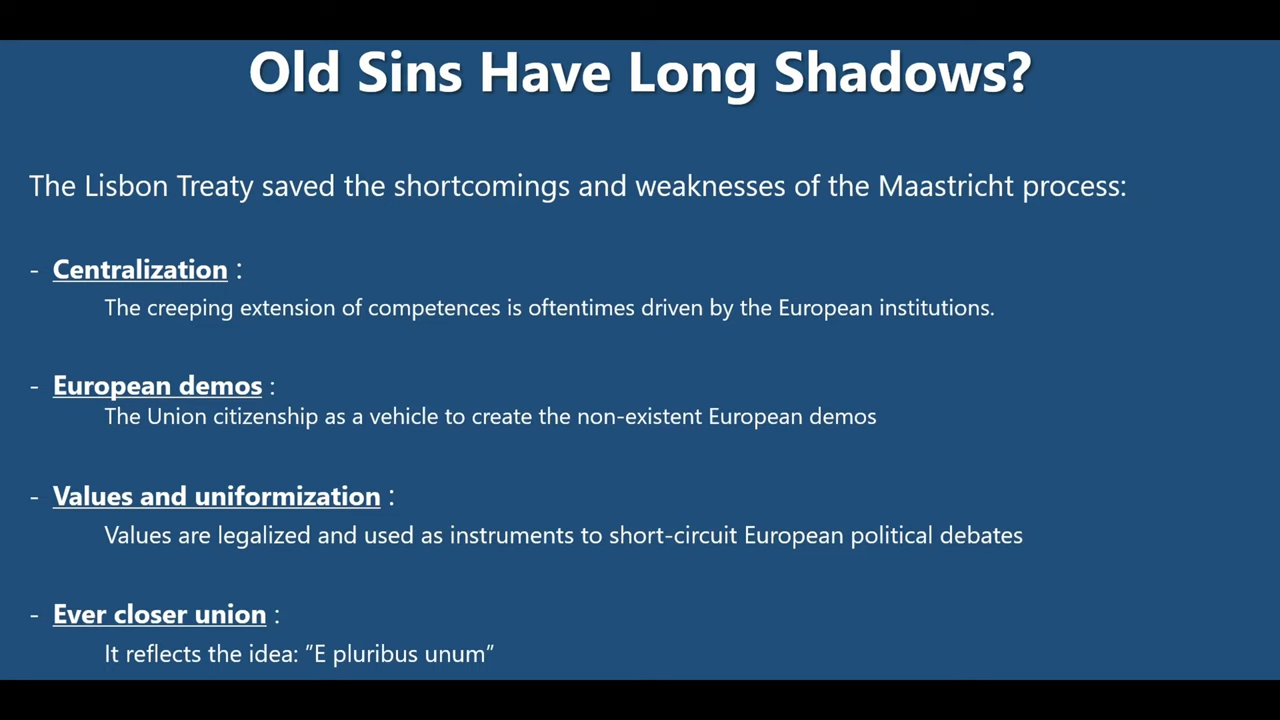 Old Sins Have Long Shadows?
The Lisbon Treaty saved the shortcomings and weaknesses of the Maastricht process:
- Centralization :
The creeping extension of competences is oftentimes driven by the European institutions.
- European demos :
The Union citizenship as a vehicle to create the non-existent European demos
- Values and uniformization :
Values are legalized and used as instruments to short-circuit European political debates
- Ever closer union :
It reflects the idea: ”E pluribus unum”